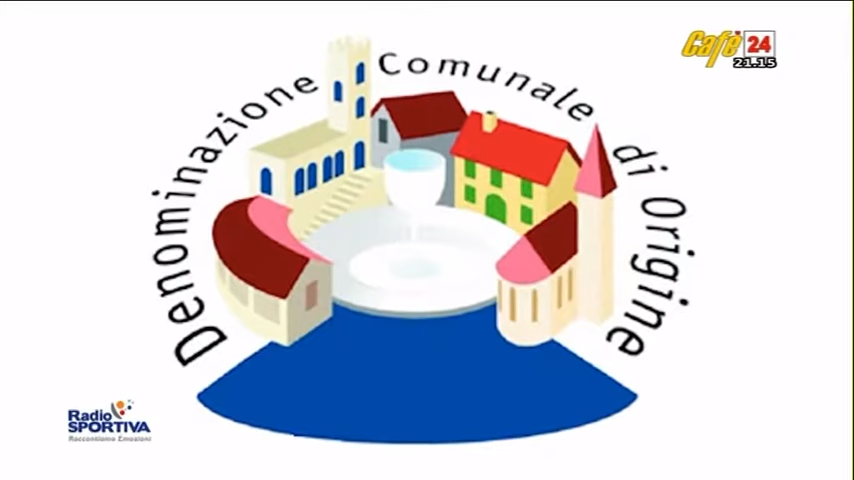 Cafè 24
21.15
Denominazione Comunale di Origine
Radio
SPORTIVA
Raccontiamo Emozioni